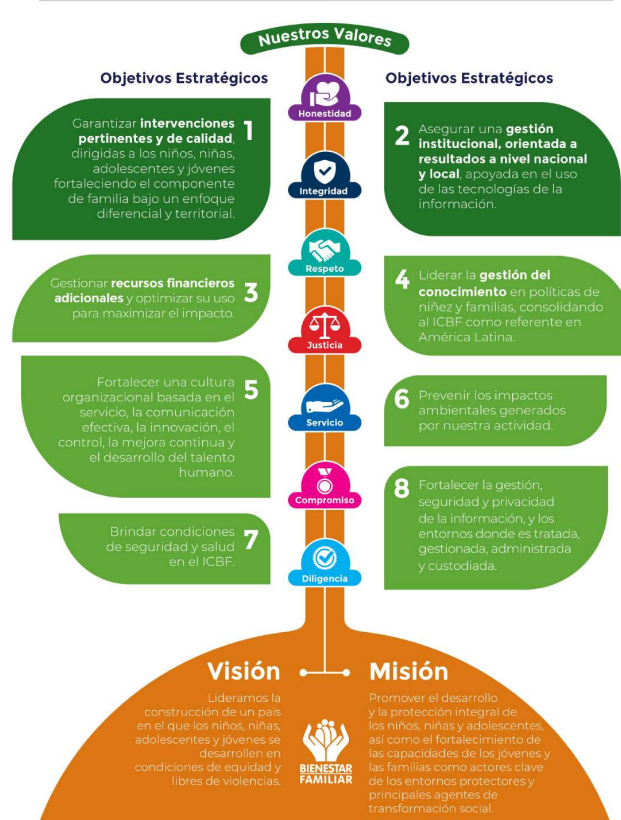 Nuestros Valores
Objetivos Estratégicos
Objetivos Estratégicos
Honestidad
1
Garantizar intervenciones
pertinentes y de calidad,
dirigidas a los niños, niñas,
adolescentes y jóvenes
fortaleciendo el componente
de familia bajo un enfoque
diferencial y territorial.
2
Asegurar una gestión
institucional, orientada a
resultados a nivel nacional
y local, apoyada en el uso
de las tecnologías de la
información.
Integridad
Respeto
Gestionar recursos financieros
adicionales y optimizar su uso
para maximizar el impacto.
3
4
Liderar la gestión del
conocimiento en políticas de
niñez y familias, consolidando
al ICBF como referente en
América Latina.
Justicia
Fortalecer una cultura
organizacional basada en el
servicio, la comunicación
efectiva, la innovación, el
control, la mejora continua y
el desarrollo del talento
humano.
5
Servicio
6
Prevenir los impactos
ambientales generados
por nuestra actividad.
Compromiso
Brindar condiciones
de seguridad y salud
en el ICBF.
7
8
Fortalecer la gestión,
seguridad y privacidad
de la información, y los
entornos donde es tratada,
gestionada, administrada
y custodiada.
Diligencia
Visión
Lideramos la
construcción de un país
en el que los niños, niñas,
adolescentes y jóvenes se
desarrollan en
condiciones de equidad y
libres de violencias.
BIENESTAR
FAMILIAR
Misión
Promover el desarrollo
y la protección integral de
los niños, niñas y adolescentes,
así como el fortalecimiento de
las capacidades de los jóvenes y
las familias como actores clave
de los entornos protectores y
principales agentes de
transformación social.